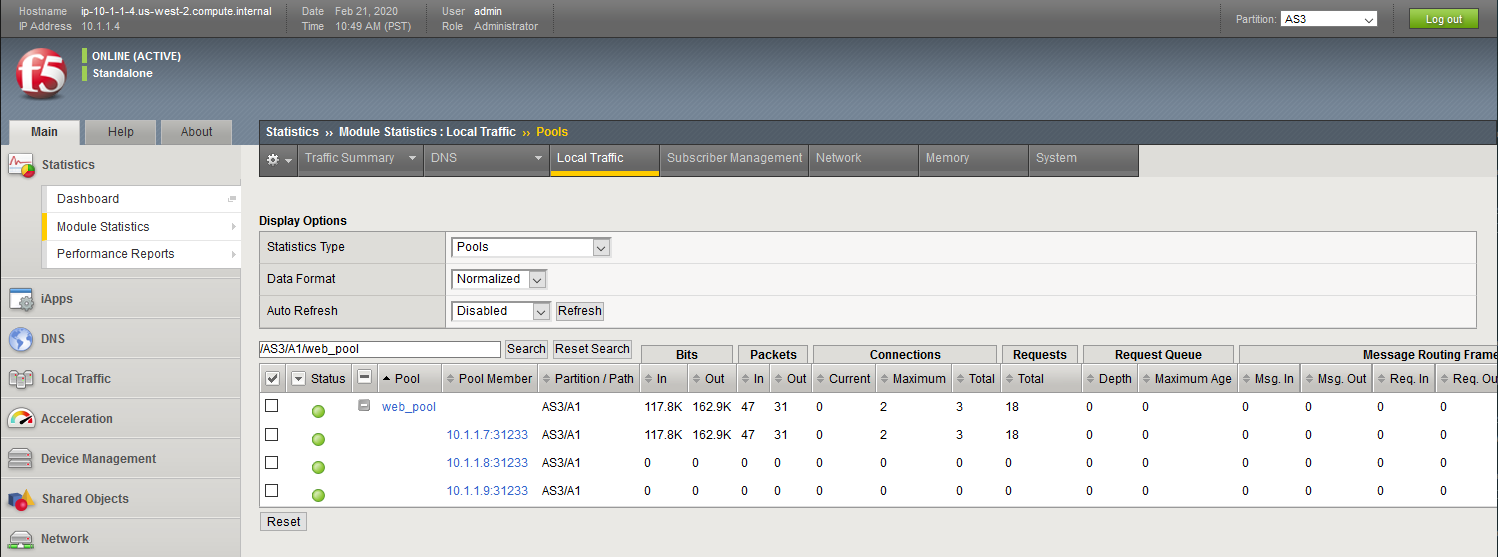 Hostname ip-10-1-1-4.us-west-2.compute.internal Date Feb 21, 2020 User admin
IP Address 10.1.1.4 Time 10:49 AM (PST) Role Administrator
Partition: AS3 Log out
f5
ONLINE (ACTIVE)
Standalone
Main Help About
Statistics
Dashboard
Module Statistics
Performance Reports
iApps
DNS
Local Traffic
Acceleration
Device Management
Shared Objects
Network
Statistics ›› Module Statistics : Local Traffic ›› Pools
Traffic Summary DNS Local Traffic Subscriber Management Network Memory System
Display Options
Statistics Type Pools
Data Format Normalized
Auto Refresh Disabled Refresh
/AS3/A1/web_pool Search Reset Search Bits Packets Connections Requests Request Queue Message Routing Frame
Status Pool Pool Member Partition / Path In Out In Out Current Maximum Total Total Depth Maximum Age Msg. In Msg. Out Req. In Req. Ou
web_pool AS3/A1 117.8K 162.9K 47 31 0 2 3 18 0 0 0 0 0 0
10.1.1.7:31233 AS3/A1 117.8K 162.9K 47 31 0 2 3 18 0 0 0 0 0 0
10.1.1.8:31233 AS3/A1 0 0 0 0 0 0 0 0 0 0 0 0 0 0
10.1.1.9:31233 AS3/A1 0 0 0 0 0 0 0 0 0 0 0 0 0 0
Reset